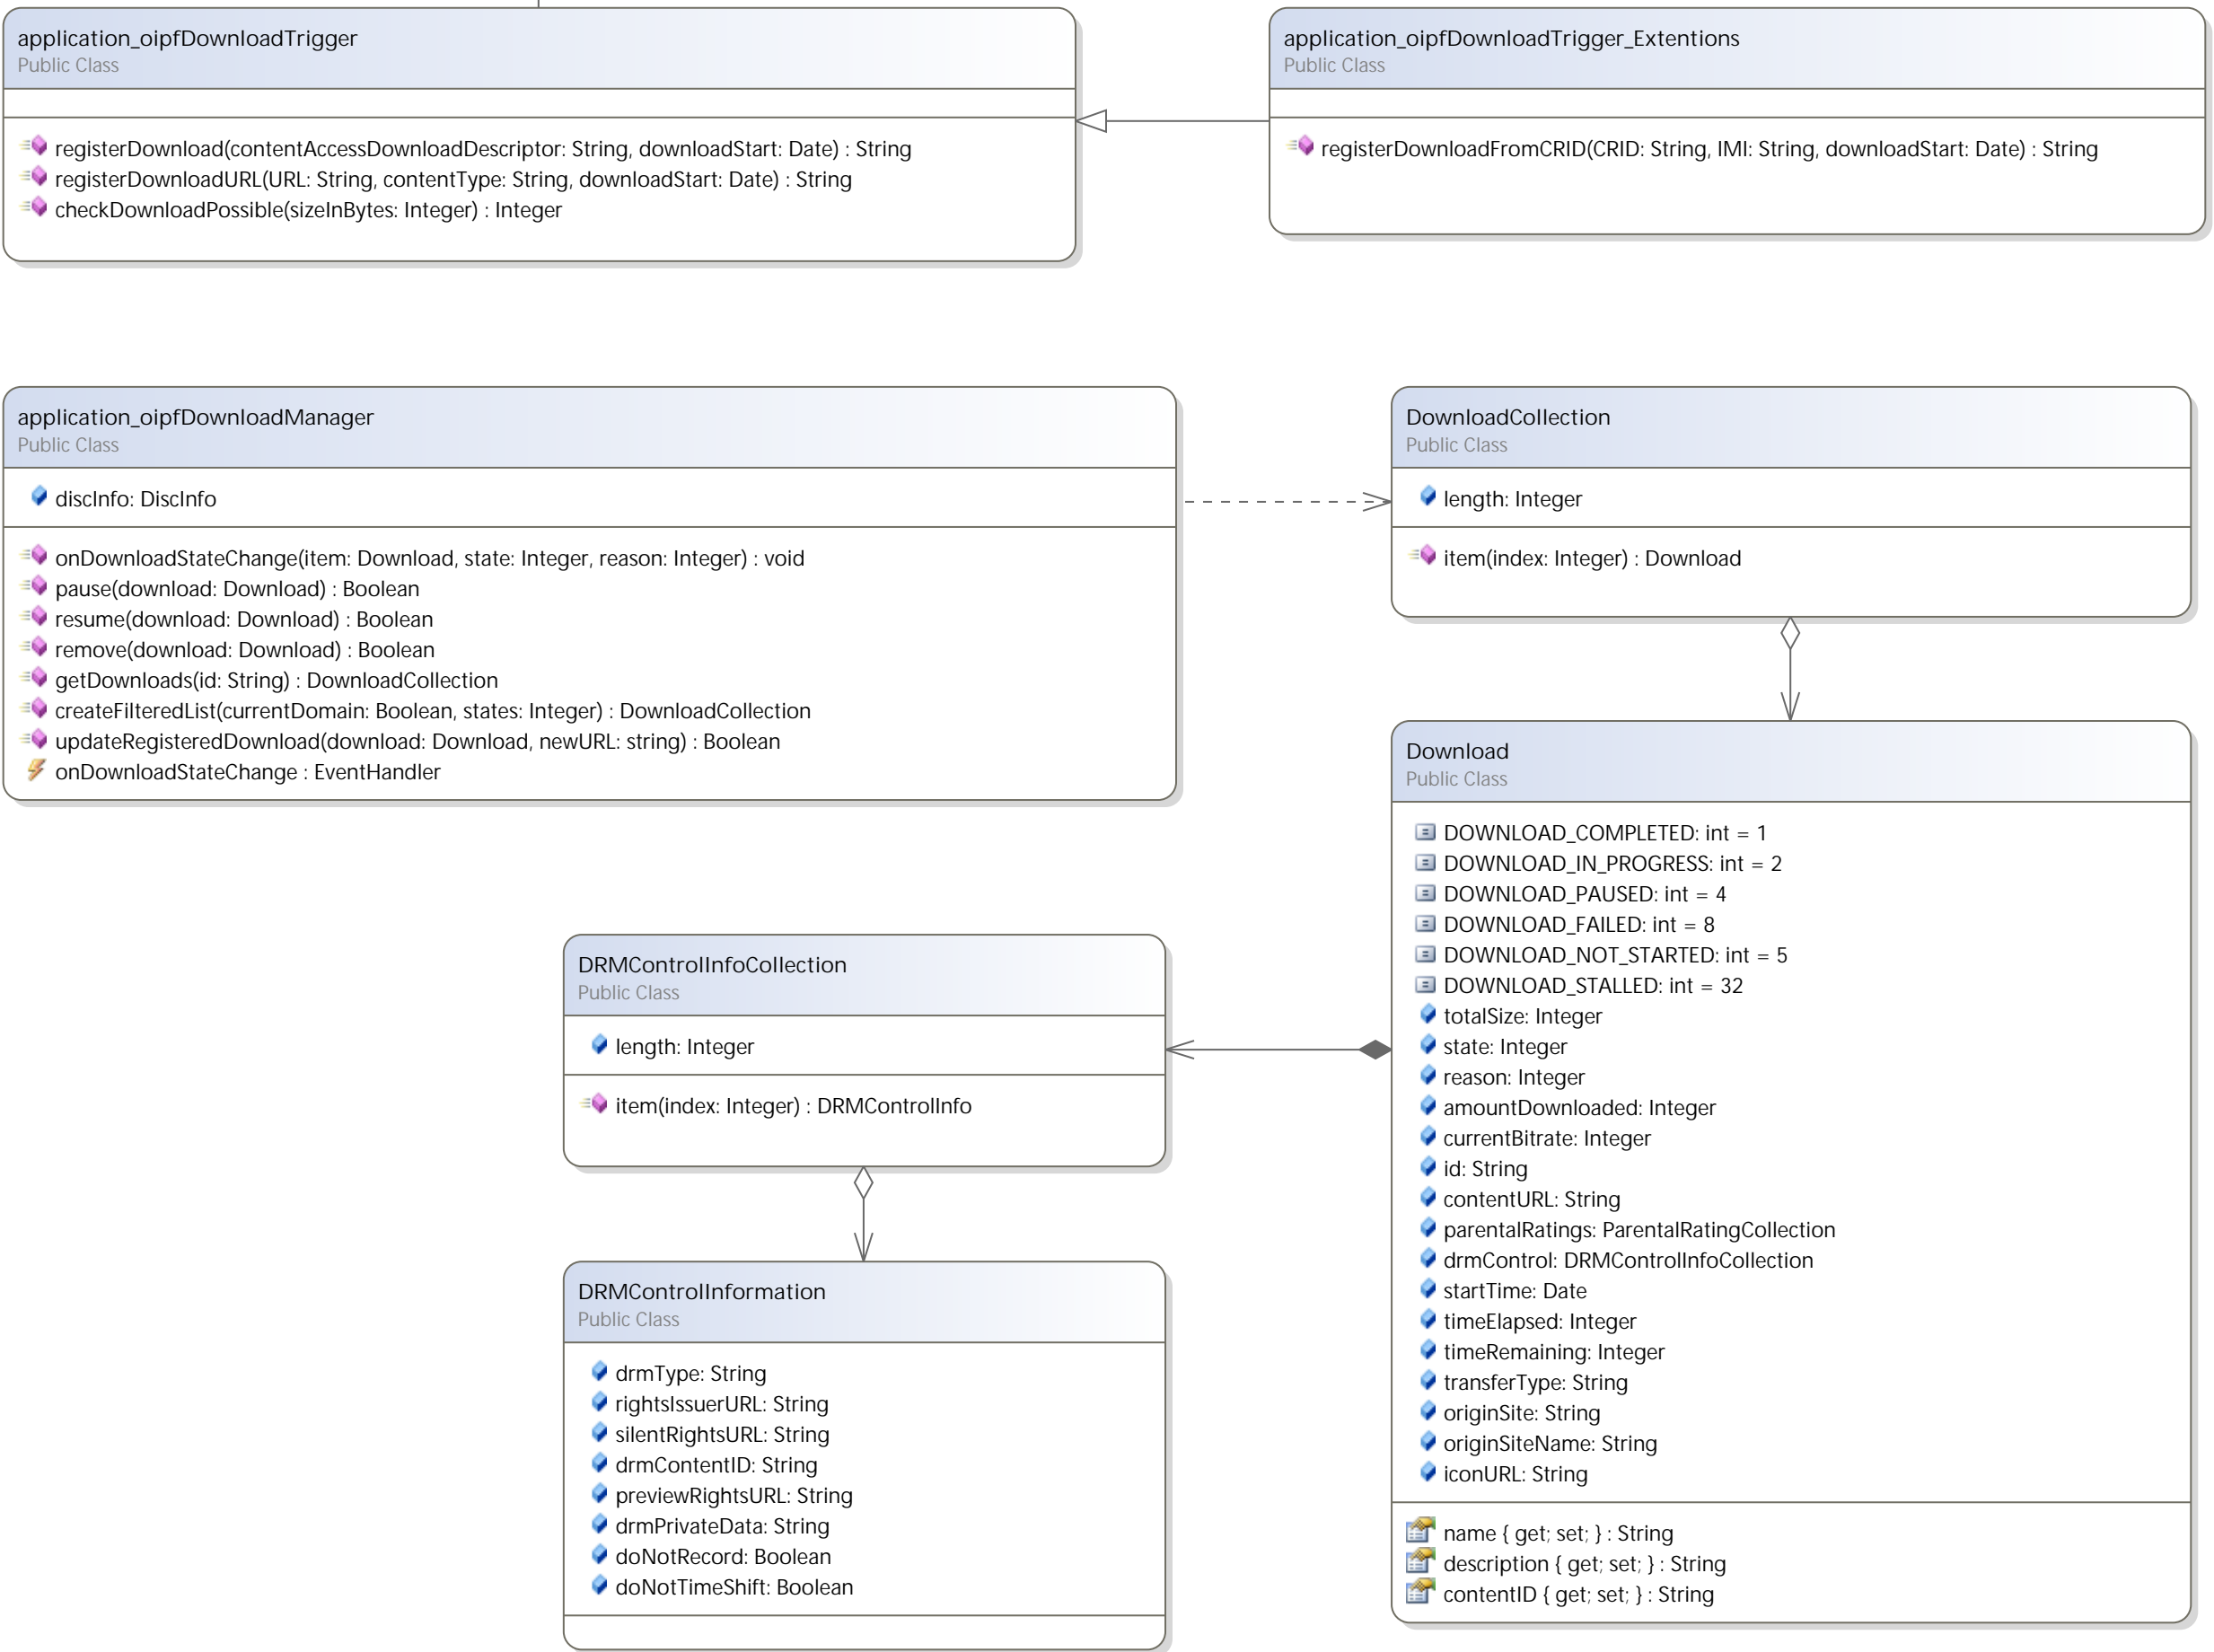 application_oipfDownloadTrigger
Public Class
registerDownload(contentAccessDownloadDescriptor: String, downloadStart: Date) : String
registerDownloadURL(URL: String, contentType: String, downloadStart: Date) : String
checkDownloadPossible(sizeInBytes: Integer) : Integer
application_oipfDownloadTrigger_Extentions
Public Class
registerDownloadFromCRID(CRID: String, IMI: String, downloadStart: Date) : String
application_oipfDownloadManager
Public Class
discInfo: DiscInfo
onDownloadStateChange(item: Download, state: Integer, reason: Integer) : void
pause(download: Download) : Boolean
resume(download: Download) : Boolean
remove(download: Download) : Boolean
getDownloads(id: String) : DownloadCollection
createFilteredList(currentDomain: Boolean, states: Integer) : DownloadCollection
updateRegisteredDownload(download: Download, newURL: string) : Boolean
onDownloadStateChange : EventHandler
DownloadCollection
Public Class
length: Integer
item(index: Integer) : Download
Download
Public Class
DOWNLOAD_COMPLETED: int = 1
DOWNLOAD_IN_PROGRESS: int = 2
DOWNLOAD_PAUSED: int = 4
DOWNLOAD_FAILED: int = 8
DOWNLOAD_NOT_STARTED: int = 5
DOWNLOAD_STALLED: int = 32
totalSize: Integer
state: Integer
reason: Integer
amountDownloaded: Integer
currentBitrate: Integer
id: String
contentURL: String
parentalRatings: ParentalRatingCollection
drmControl: DRMControlInfoCollection
startTime: Date
timeElapsed: Integer
timeRemaining: Integer
transferType: String
originSite: String
originSiteName: String
iconURL: String
name { get; set; } : String
description { get; set; } : String
contentID { get; set; } : String
DRMControlInfoCollection
Public Class
length: Integer
item(index: Integer) : DRMControlInfo
DRMControlInformation
Public Class
drmType: String
rightsIssuerURL: String
silentRightsURL: String
drmContentID: String
previewRightsURL: String
drmPrivateData: String
doNotRecord: Boolean
doNotTimeShift: Boolean